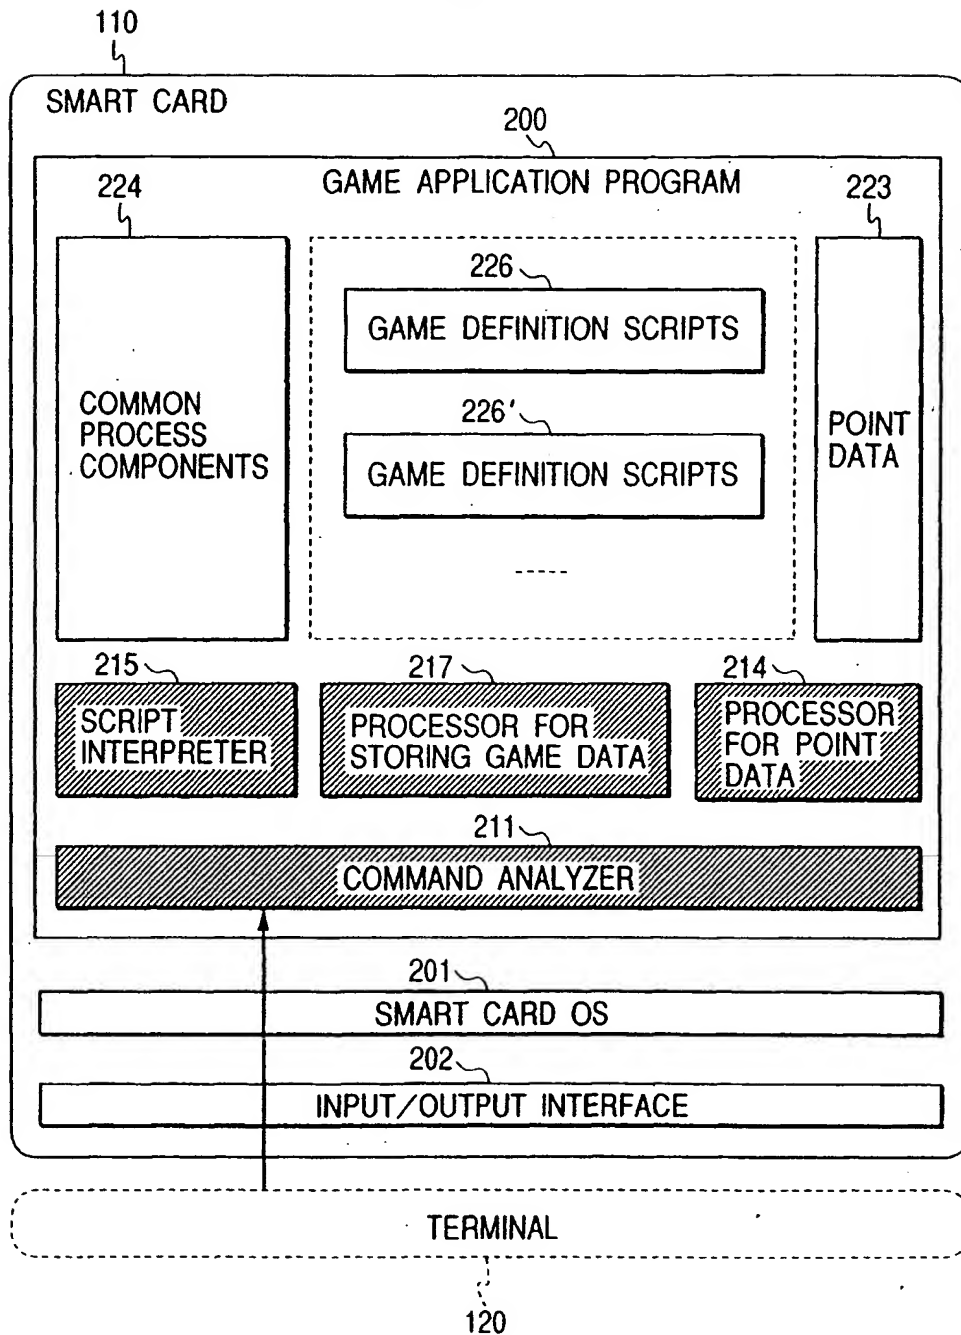 110
SMART CARD
200
GAME APPLICATION PROGRAM
224
223
COMMON
PROCESS
COMPONENTS
226
GAME DEFINITION SCRIPTS
226'
GAME DEFINITION SCRIPTS
-----
POINT
DATA
215
SCRIPT
INTERPRETER
217
PROCESSOR FOR
STORING GAME DATA
214
PROCESSOR
FOR POINT
DATA
211
COMMAND ANALYZER
201
SMART CARD OS
202
INPUT/OUTPUT INTERFACE
TERMINAL
120